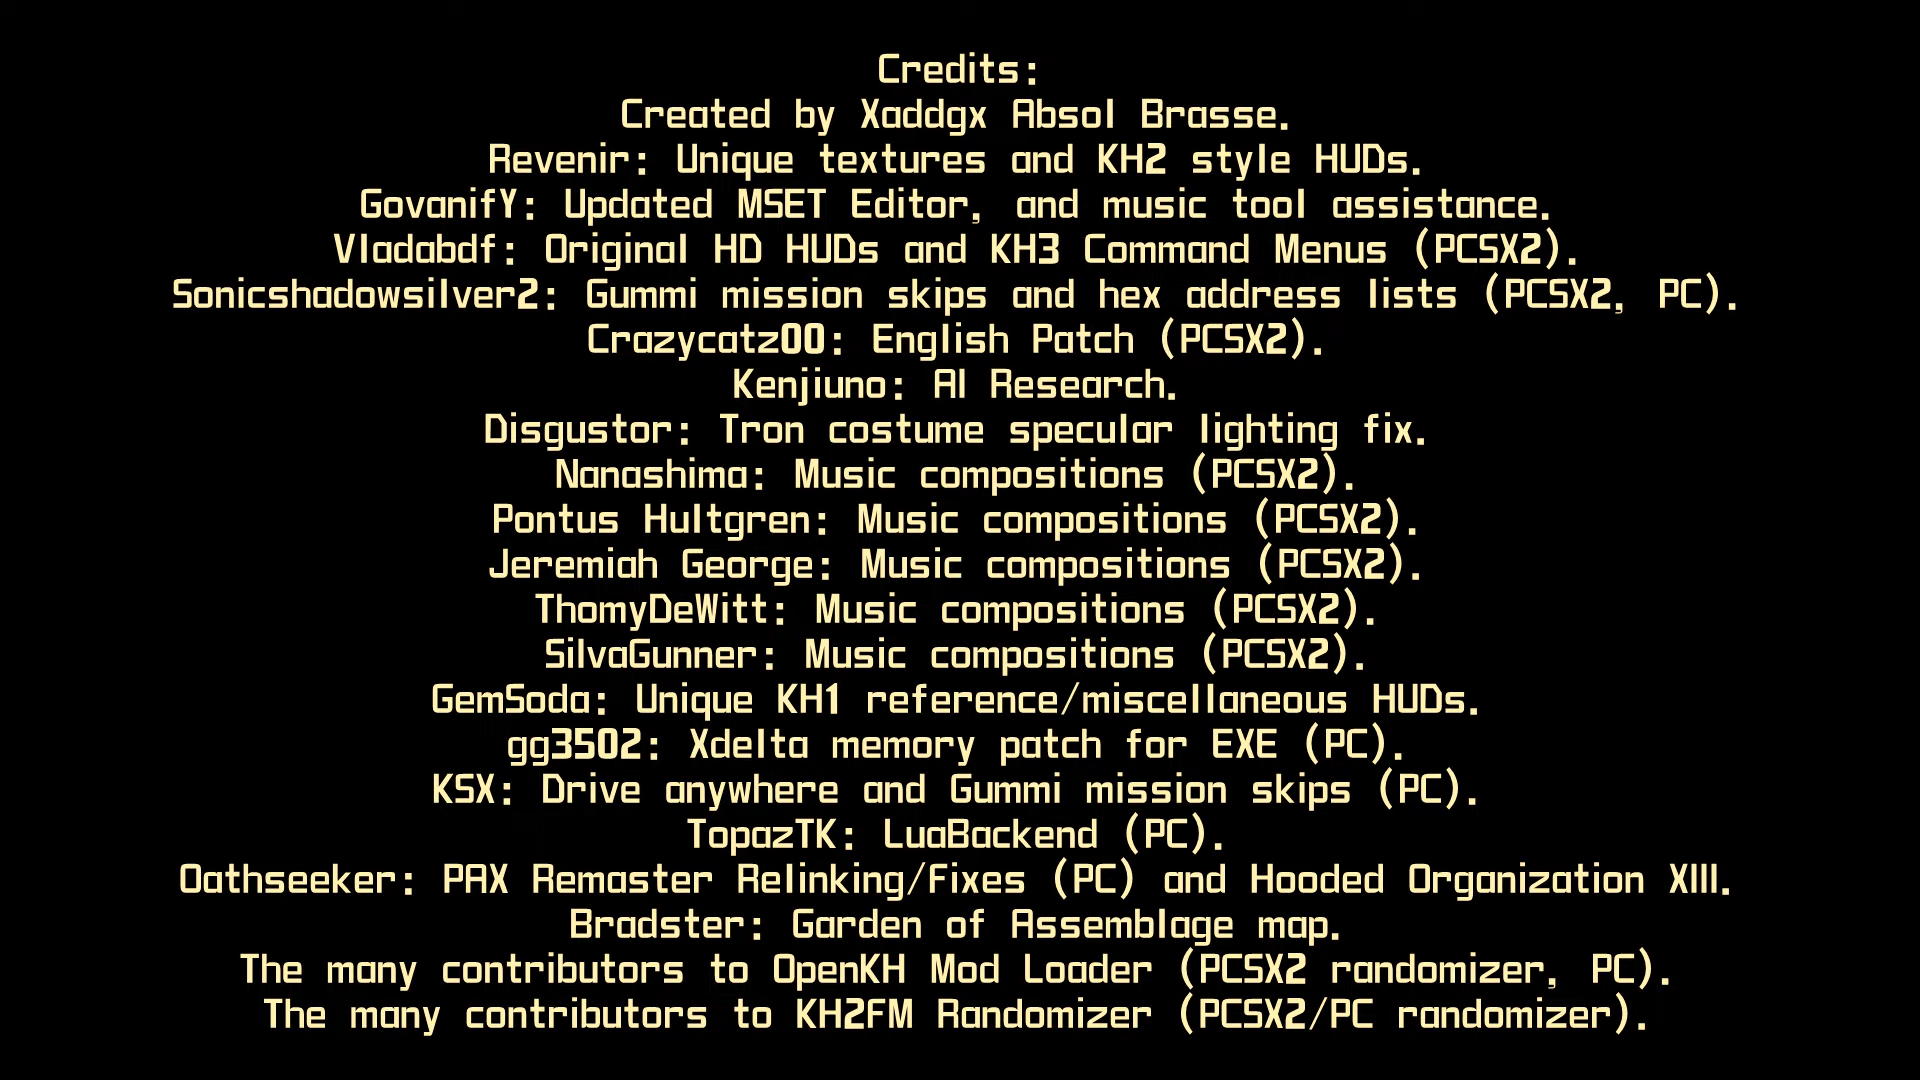 Credits:
Created by Xaddgx Absol Brasse.
Revenir: Unique textures and KH2 style HUDs.
GovanifY: Updated MSET Editor, and music tool assistance.
Vladabdf: Original HD HUDs and KH3 Command Menus (PCSX2).
Sonicshadowsilver2: Gummi mission skips and hex address lists (PCSX2, PC).
Crazycatz00: English Patch (PCSX2).
Kenjiuno: AI Research.
Disgustor: Tron costume specular lighting fix.
Nanashima: Music compositions (PCSX2).
Pontus Hultgren: Music compositions (PCSX2).
Jeremiah George: Music compositions (PCSX2).
ThomyDeWitt: Music compositions (PCSX2).
SilvaGunner: Music compositions (PCSX2).
GemSoda: Unique KH1 reference/miscellaneous HUDs.
gg3502: Xdelta memory patch for EXE (PC).
KSX: Drive anywhere and Gummi mission skips (PC).
TopazTK: LuaBackend (PC).
Oathseeker: PAX Remaster Relinking/Fixes (PC) and Hooded Organization XIII.
Bradster: Garden of Assemblage map.
The many contributors to OpenKH Mod Loader (PCSX2 randomizer, PC).
The many contributors to KH2FM Randomizer (PCSX2/PC randomizer).